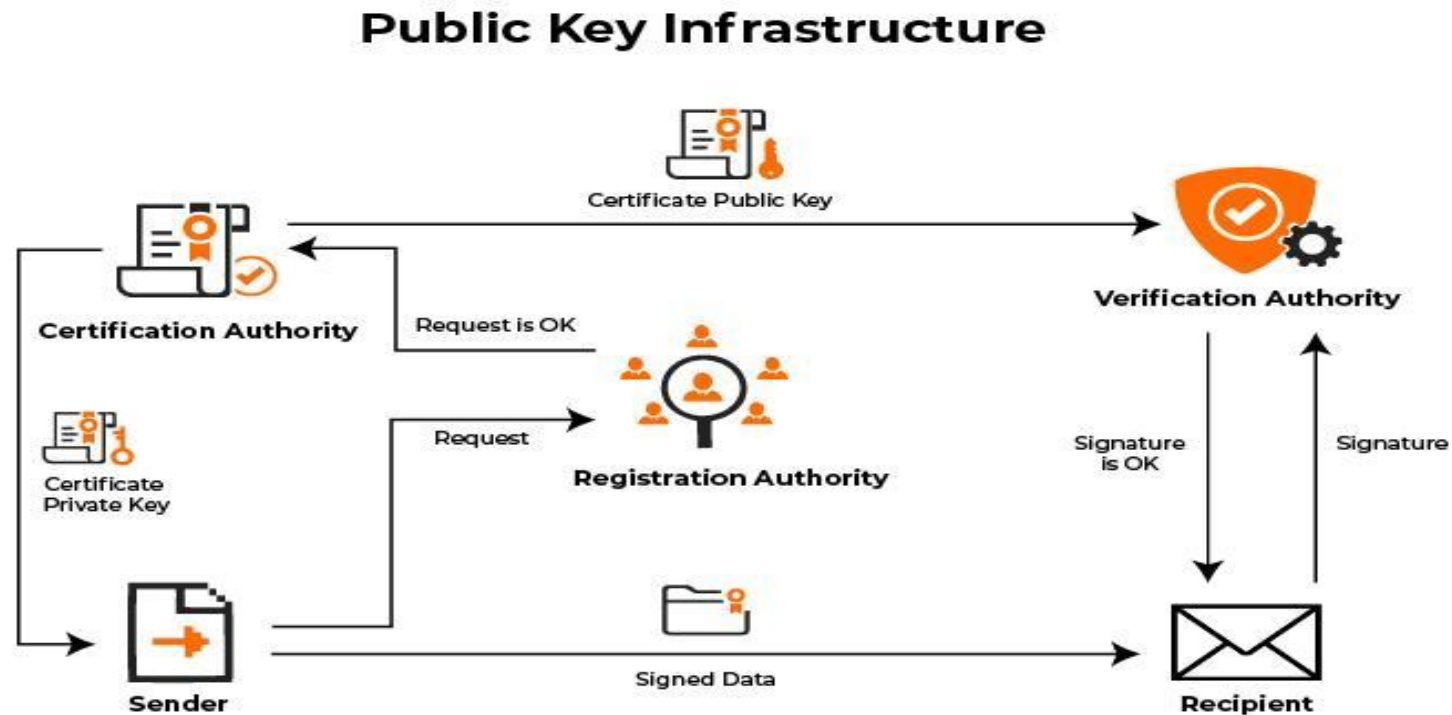 Public Key Infrastructure
Certificate Public Key
Certification Authority
Verification Authority
Request is OK
Request
Registration Authority
Certificate
Private Key
Signature
is OK
Signature
Signed Data
Sender
Recipient